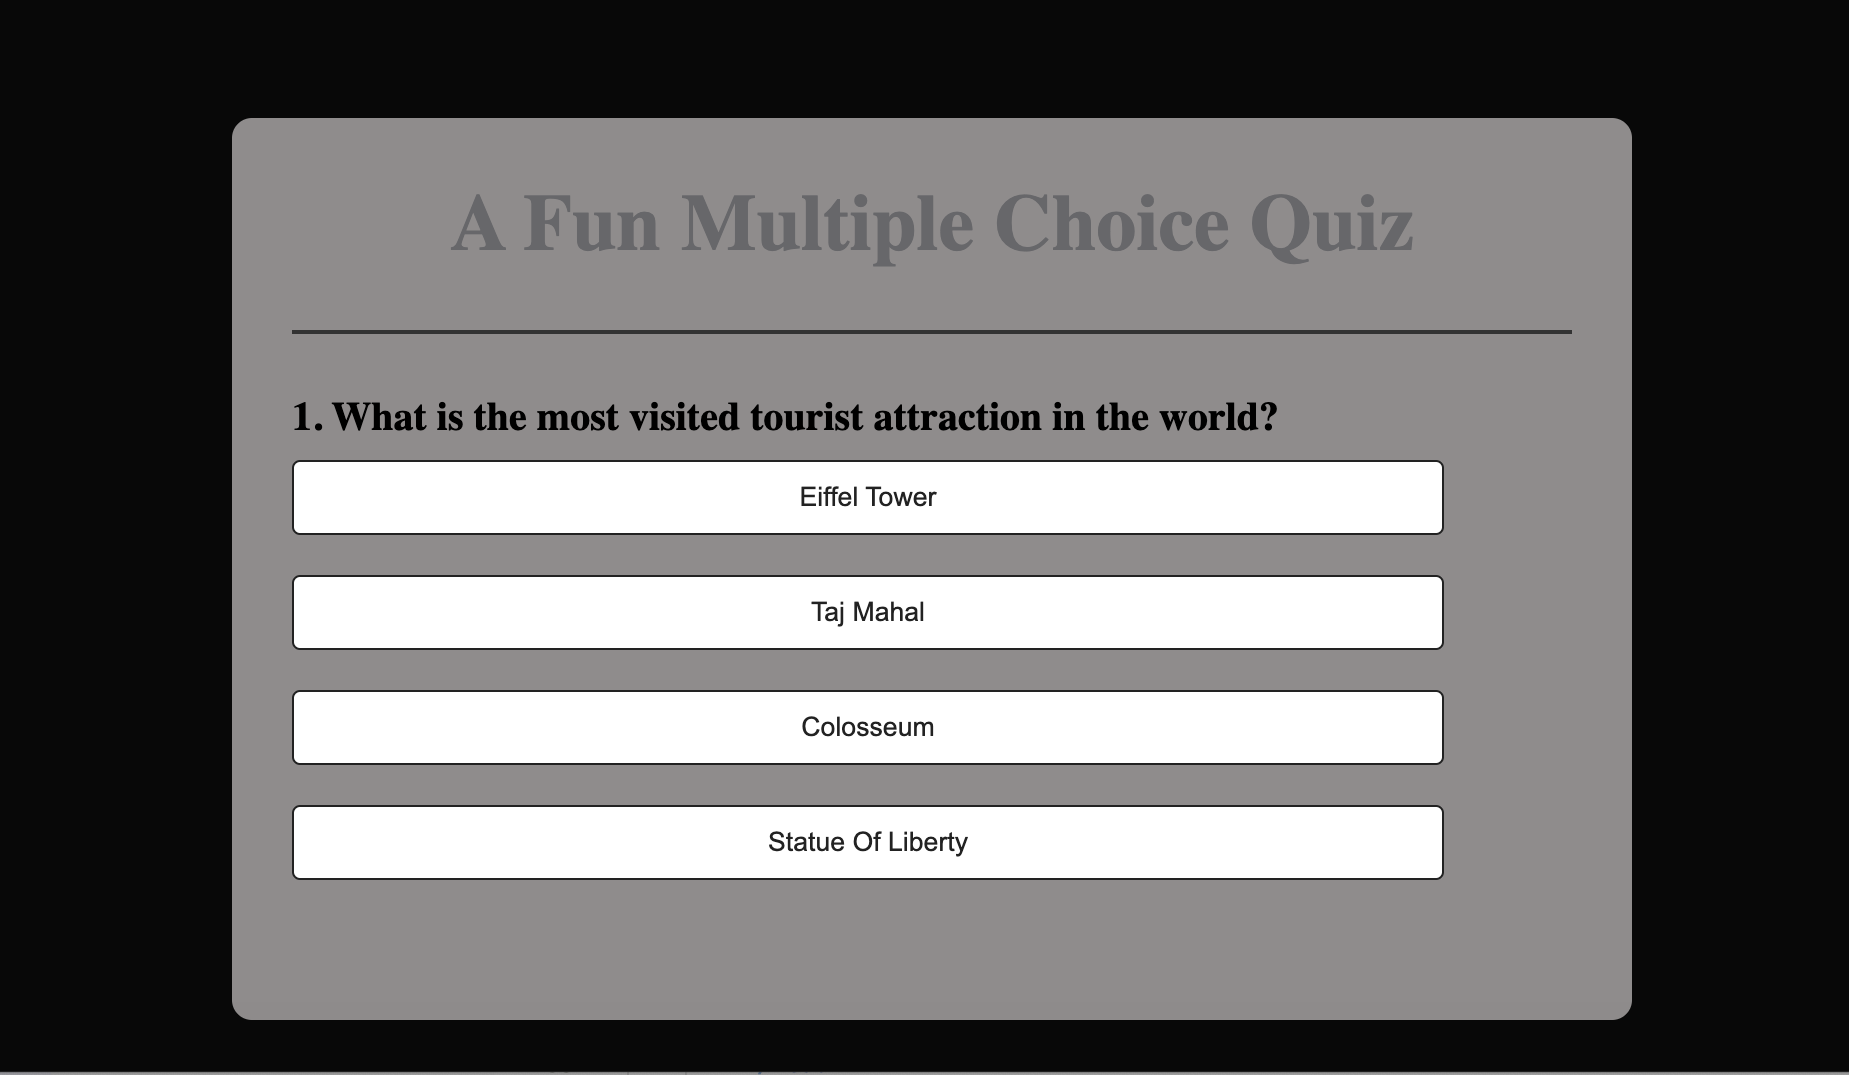 A Fun Multiple Choice Quiz
1. What is the most visited tourist attraction in the world?
Eiffel Tower
Taj Mahal
Colosseum
Statue Of Liberty